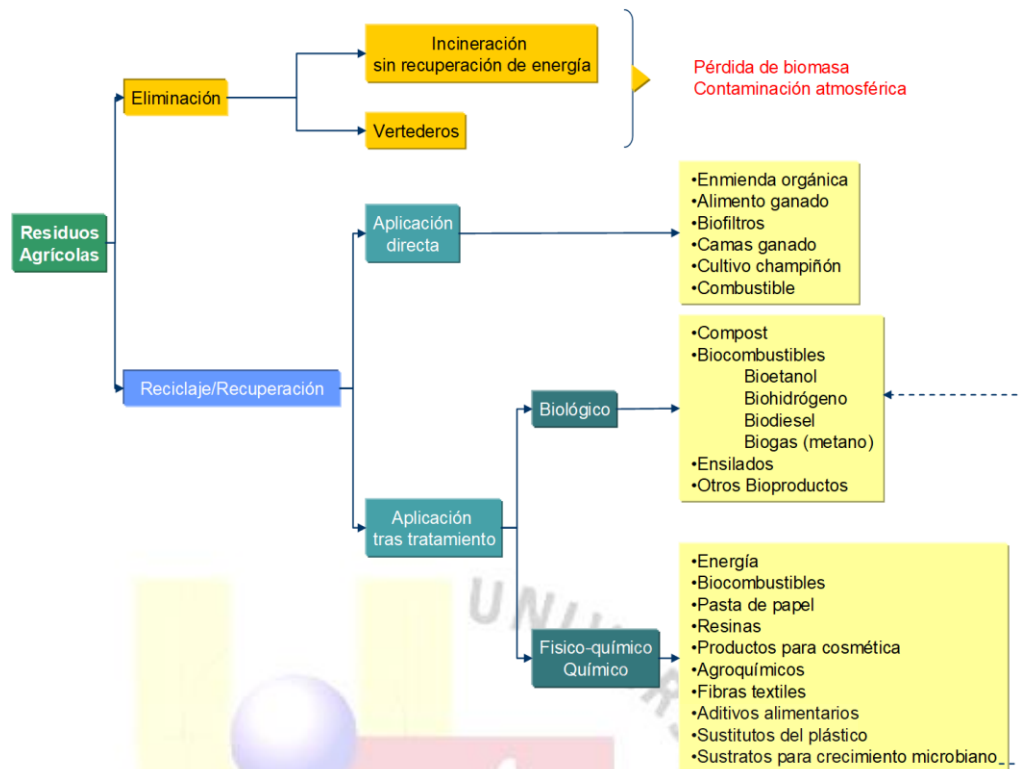 Incineración
sin recuperación de energía
Pérdida de biomasa
Contaminación atmosférica
Eliminación
Vertederos
•Enmienda orgánica
•Alimento ganado
•Biofiltros
•Camas ganado
•Cultivo champiñón
•Combustible
Aplicación
directa
Residuos
Agrícolas
•Compost
•Biocombustibles
Bioetanol
Biohidrógeno
Biodiesel
Biogas (metano)
•Ensilados
•Otros Bioproductos
Reciclaje/Recuperación
Biológico
Aplicación
tras tratamiento
•Energía
•Biocombustibles
•Pasta de papel
•Resinas
•Productos para cosmética
•Agroquímicos
•Fibras textiles
•Aditivos alimentarios
•Sustitutos del plástico
•Sustratos para crecimiento microbiano
Fisico-químico
Químico